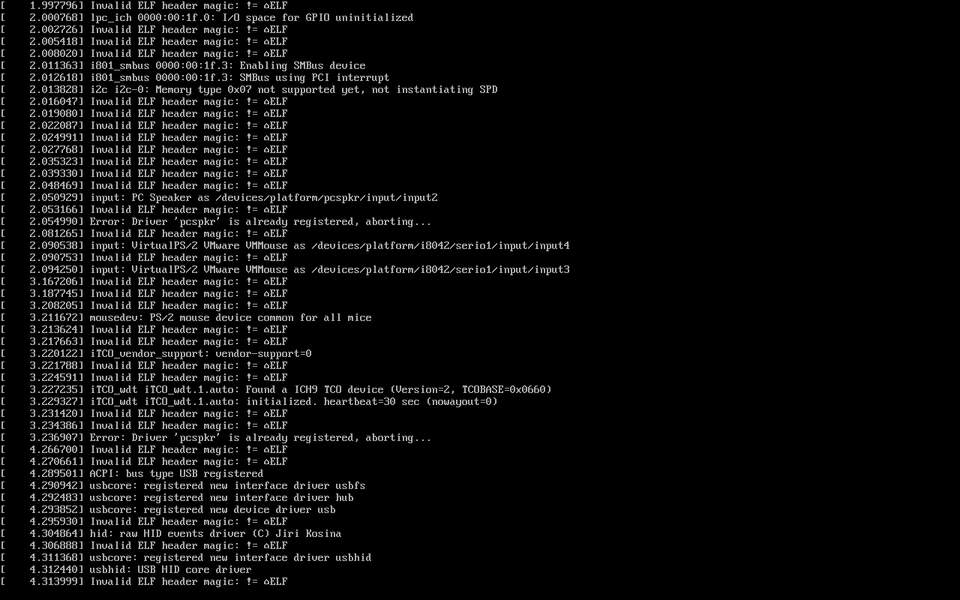 [    1.997796] Invalid ELF header magic: != ⌂ELF
[    2.000768] lpc_ich 0000:00:1f.0: I/O space for GPIO uninitialized
[    2.002726] Invalid ELF header magic: != ⌂ELF
[    2.005418] Invalid ELF header magic: != ⌂ELF
[    2.008020] Invalid ELF header magic: != ⌂ELF
[    2.011363] i801_smbus 0000:00:1f.3: Enabling SMBus device
[    2.012618] i801_smbus 0000:00:1f.3: SMBus using PCI interrupt
[    2.013828] i2c i2c-0: Memory type 0x07 not supported yet, not instantiating SPD
[    2.016047] Invalid ELF header magic: != ⌂ELF
[    2.019080] Invalid ELF header magic: != ⌂ELF
[    2.022087] Invalid ELF header magic: != ⌂ELF
[    2.024991] Invalid ELF header magic: != ⌂ELF
[    2.027768] Invalid ELF header magic: != ⌂ELF
[    2.035323] Invalid ELF header magic: != ⌂ELF
[    2.039330] Invalid ELF header magic: != ⌂ELF
[    2.048469] Invalid ELF header magic: != ⌂ELF
[    2.050929] input: PC Speaker as /devices/platform/pcspkr/input/input2
[    2.053166] Invalid ELF header magic: != ⌂ELF
[    2.054990] Error: Driver 'pcspkr' is already registered, aborting...
[    2.081265] Invalid ELF header magic: != ⌂ELF
[    2.090538] input: VirtualPS/2 VMware VMMouse as /devices/platform/i8042/serio1/input/input4
[    2.090753] Invalid ELF header magic: != ⌂ELF
[    2.094250] input: VirtualPS/2 VMware VMMouse as /devices/platform/i8042/serio1/input/input3
[    3.167206] Invalid ELF header magic: != ⌂ELF
[    3.187745] Invalid ELF header magic: != ⌂ELF
[    3.208205] Invalid ELF header magic: != ⌂ELF
[    3.211672] mousedev: PS/2 mouse device common for all mice
[    3.213624] Invalid ELF header magic: != ⌂ELF
[    3.217663] Invalid ELF header magic: != ⌂ELF
[    3.220122] iTCO_vendor_support: vendor-support=0
[    3.221788] Invalid ELF header magic: != ⌂ELF
[    3.224591] Invalid ELF header magic: != ⌂ELF
[    3.227235] iTCO_wdt iTCO_wdt.1.auto: Found a ICH9 TCO device (Version=2, TCOBASE=0x0660)
[    3.229327] iTCO_wdt iTCO_wdt.1.auto: initialized. heartbeat=30 sec (nowayout=0)
[    3.231420] Invalid ELF header magic: != ⌂ELF
[    3.234386] Invalid ELF header magic: != ⌂ELF
[    3.236907] Error: Driver 'pcspkr' is already registered, aborting...
[    4.266700] Invalid ELF header magic: != ⌂ELF
[    4.270661] Invalid ELF header magic: != ⌂ELF
[    4.289501] ACPI: bus type USB registered
[    4.290942] usbcore: registered new interface driver usbfs
[    4.292483] usbcore: registered new interface driver hub
[    4.293852] usbcore: registered new device driver usb
[    4.295930] Invalid ELF header magic: != ⌂ELF
[    4.304864] hid: raw HID events driver (C) Jiri Kosina
[    4.306888] Invalid ELF header magic: != ⌂ELF
[    4.311368] usbcore: registered new interface driver usbhid
[    4.312440] usbhid: USB HID core driver
[    4.313999] Invalid ELF header magic: != ⌂ELF